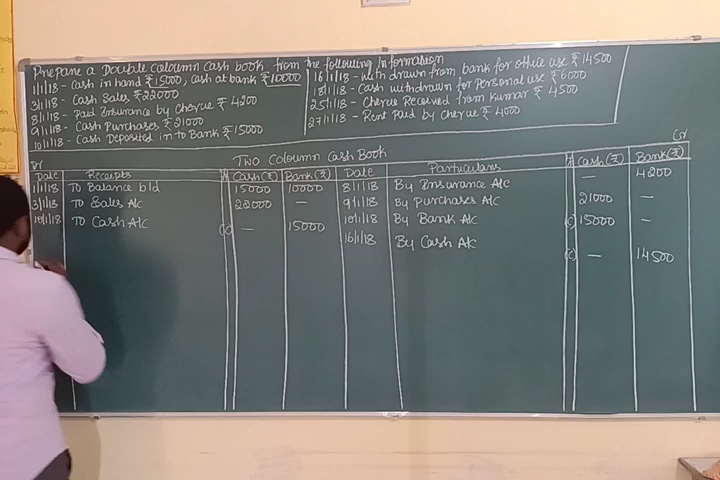 Prepare a Double coloumn cash book from the following information
1/1/18 - Cash in hand ₹15000, Cash at bank ₹10000
3/1/18 - Cash Sales ₹22000
8/1/18 - Paid Insurance by Cheque ₹ 4200
9/1/18 - Cash Purchases ₹ 21000
10/1/18 - Cash Deposited in to Bank ₹ 15000
16/1/18 - With drawn from bank for office use ₹ 14500
18/1/18 - Cash withdrawn for Personal use ₹ 6000
25/1/18 - Cheque Received from Kumar ₹ 4500
27/1/18 - Rent Paid by Cheque ₹ 4000
Dr Two Coloumn Cash Book Cr
Date Receipts Cash(₹) Bank(₹) Date Particulars Cash(₹) Bank(₹)
1/1/18 To Balance b/d 15000 10000 8/1/18 By Insurance A/c — 4200
3/1/18 To Sales A/c 22000 — 9/1/18 By Purchases A/c 21000 —
10/1/18 To Cash A/c (c) — 15000 10/1/18 By Bank A/c (c) 15000 —
16/1/18 By Cash A/c (c) — 14500